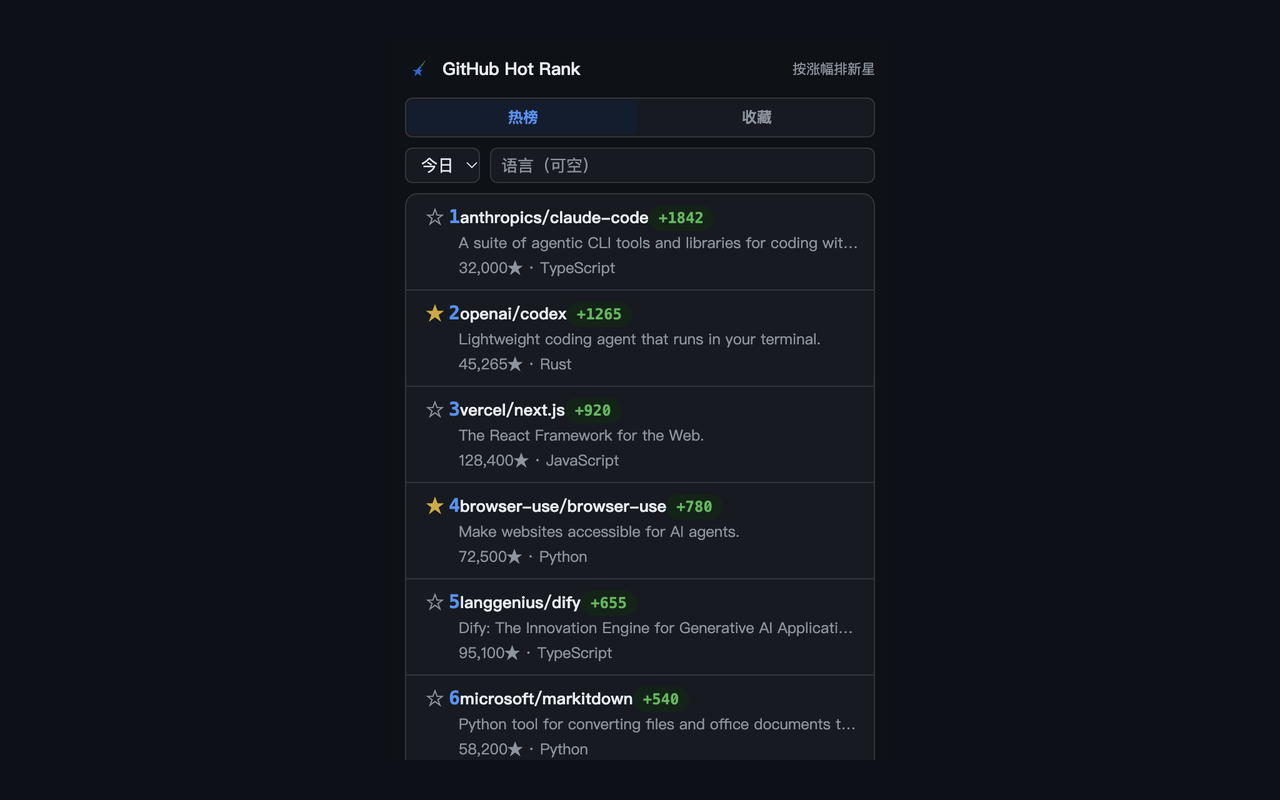 GitHub Hot Rank 按涨幅排新星
热榜 收藏
今日 语言（可空）
☆ 1anthropics/claude-code +1842
A suite of agentic CLI tools and libraries for coding wit…
32,000★ · TypeScript
★ 2openai/codex +1265
Lightweight coding agent that runs in your terminal.
45,265★ · Rust
☆ 3vercel/next.js +920
The React Framework for the Web.
128,400★ · JavaScript
★ 4browser-use/browser-use +780
Make websites accessible for AI agents.
72,500★ · Python
☆ 5langgenius/dify +655
Dify: The Innovation Engine for Generative AI Applicati…
95,100★ · TypeScript
☆ 6microsoft/markitdown +540
Python tool for converting files and office documents t…
58,200★ · Python